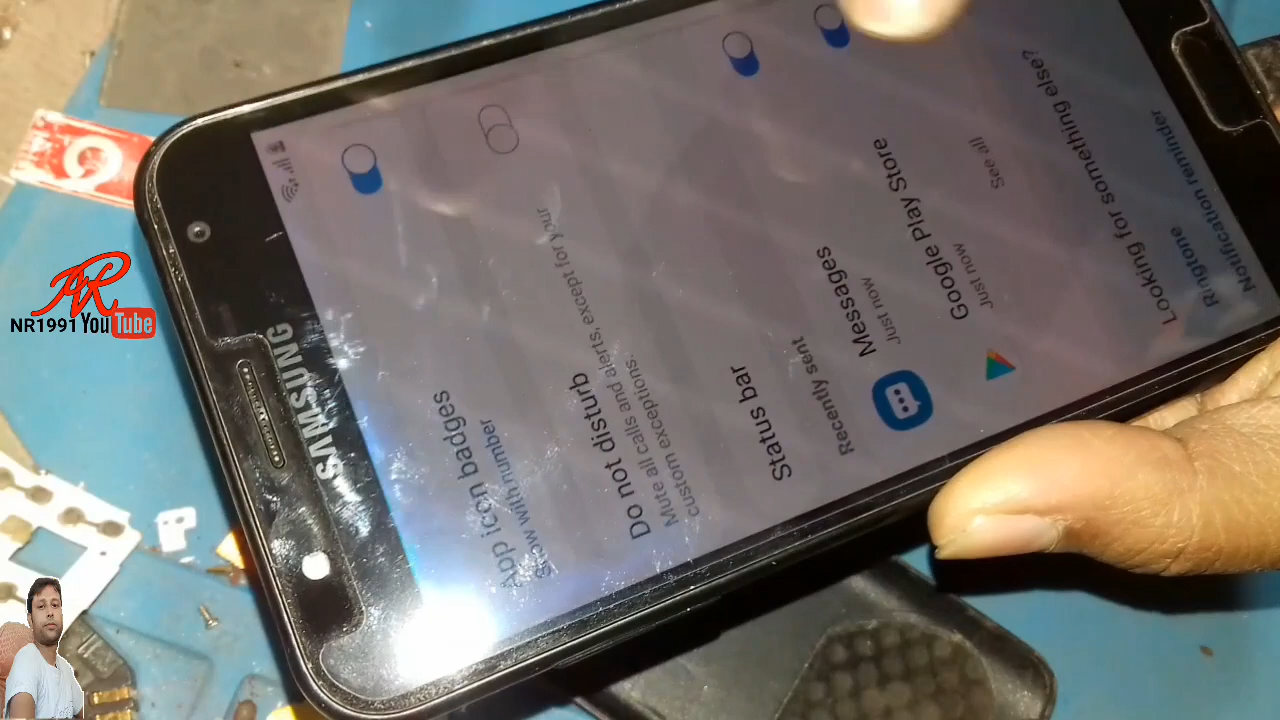 SAMSUNG
App icon badges
Show with number
Do not disturb
Mute all calls and alerts, except for your
custom exceptions.
Status bar
Recently sent
Messages
Just now
Google Play Store
Just now
See all
Looking for something else?
Ringtone
Notification reminder
NR1991 YouTube